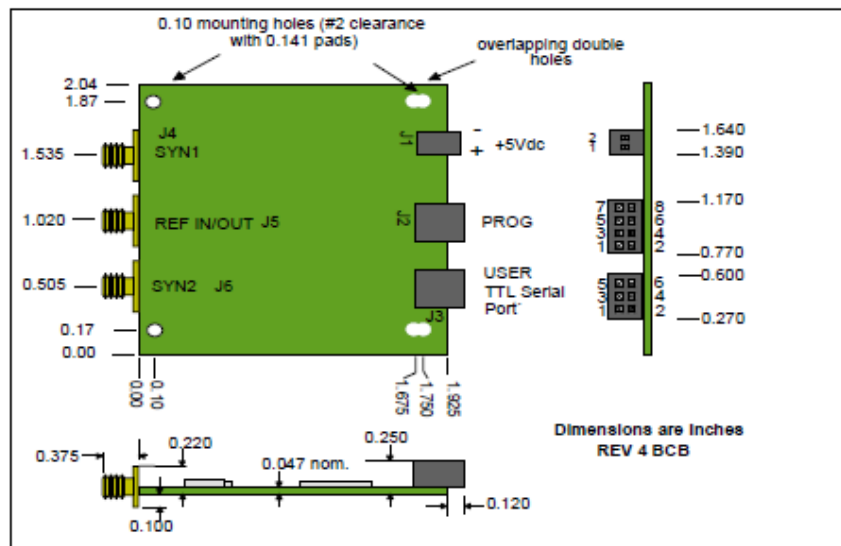 0.10 mounting holes (#2 clearance
with 0.141 pads)
overlapping double
holes
2.04
1.87
J4
SYN1
1.535
J1
-
+
+5Vdc
2
1
1.640
1.390
1.020
REF IN/OUT J5
J2
PROG
7 8
5 6
3 4
1 2
1.170
0.770
0.505
SYN2 J6
USER
TTL Serial
Port
J3
5 6
3 4
1 2
0.600
0.270
0.17
0.00
0.00
0.10
1.675
1.750
1.925
Dimensions are inches
REV 4 BCB
0.375
0.220
0.047 nom.
0.250
0.100
0.120